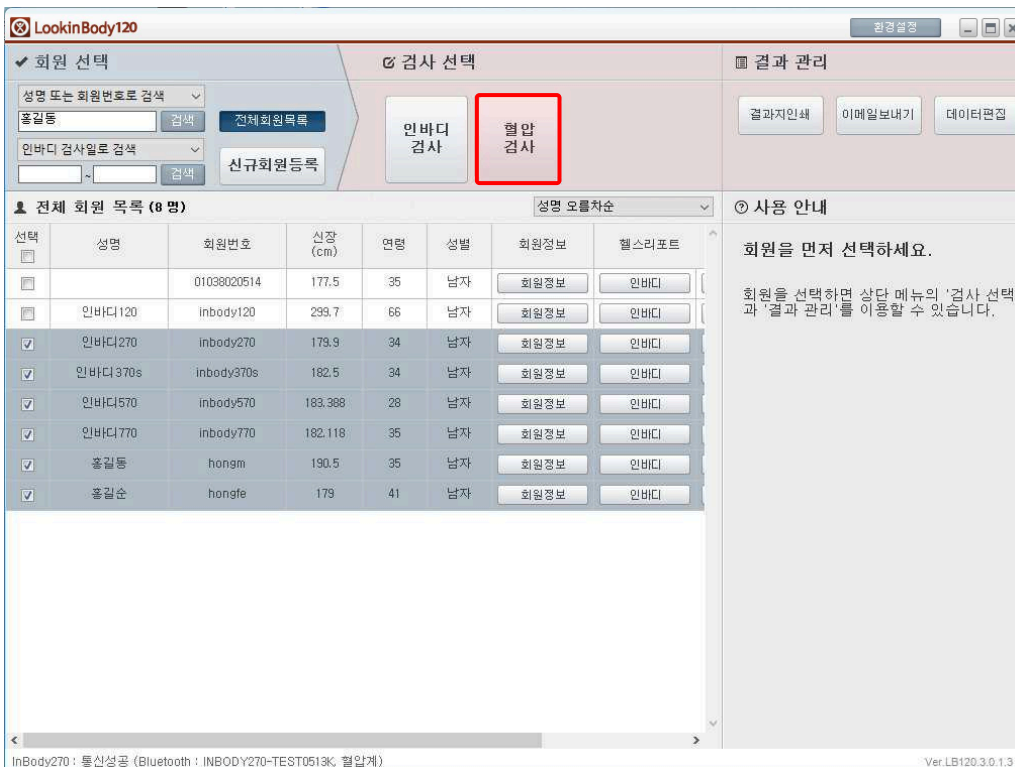 LookinBody120
환경설정
회원 선택
검사 선택
결과 관리
성명 또는 회원번호로 검색
홍길동
검색
전체회원목록
인바디 검사일로 검색
~
검색
신규회원등록
인바디
검사
혈압
검사
결과지인쇄
이메일보내기
데이터편집
전체 회원 목록 (8 명)
성명 오름차순
사용 안내
선택 성명 회원번호 신장 (cm) 연령 성별 회원정보 헬스리포트
01038020514 177.5 35 남자 회원정보 인바디
인바디120 inbody120 299.7 66 남자 회원정보 인바디
인바디270 inbody270 179.9 34 남자 회원정보 인바디
인바디370s inbody370s 182.5 34 남자 회원정보 인바디
인바디570 inbody570 183.388 28 남자 회원정보 인바디
인바디770 inbody770 182.118 35 남자 회원정보 인바디
홍길동 hongm 190.5 35 남자 회원정보 인바디
홍길순 hongfe 179 41 남자 회원정보 인바디
회원을 먼저 선택하세요.
회원을 선택하면 상단 메뉴의 '검사 선택
과 '결과 관리'를 이용할 수 있습니다.
InBody270 : 통신성공 (Bluetooth : INBODY270-TEST0513K, 혈압계)
Ver.LB120.3.0.1.3